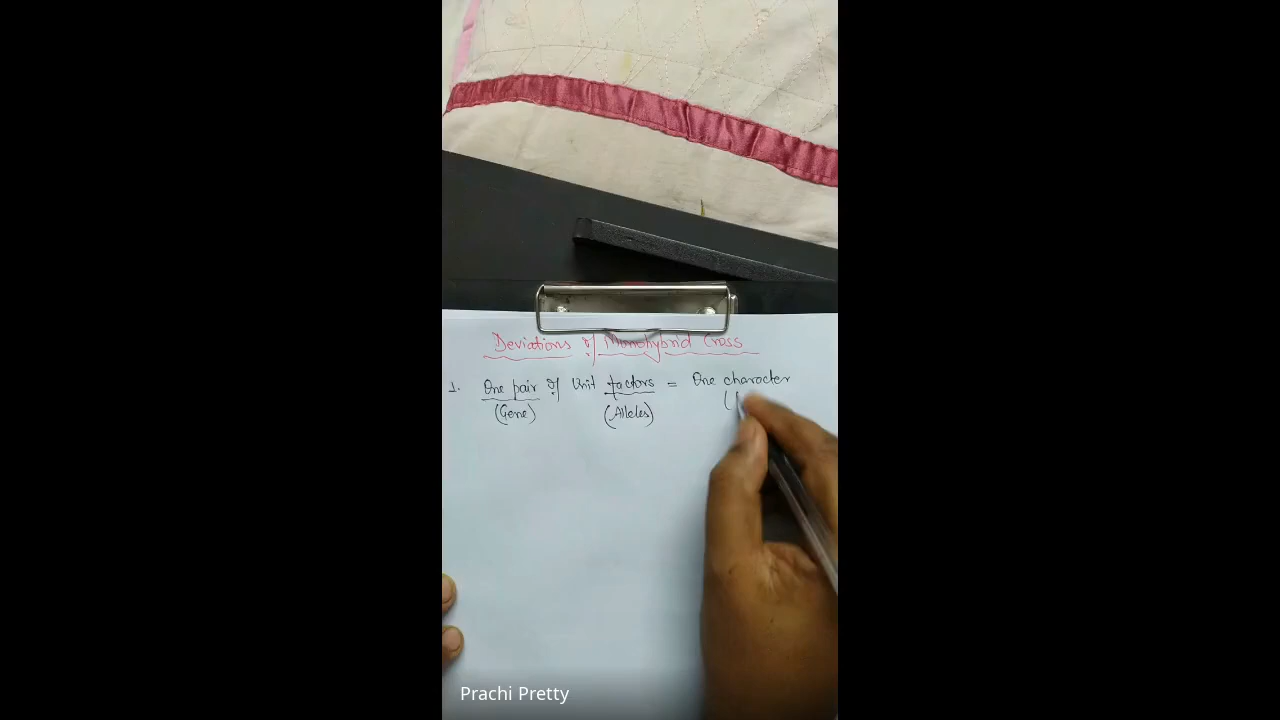 Deviations of Monohybrid Cross
1. One pair of Unit factors = One character
(Gene) (Alleles) (
Prachi Pretty